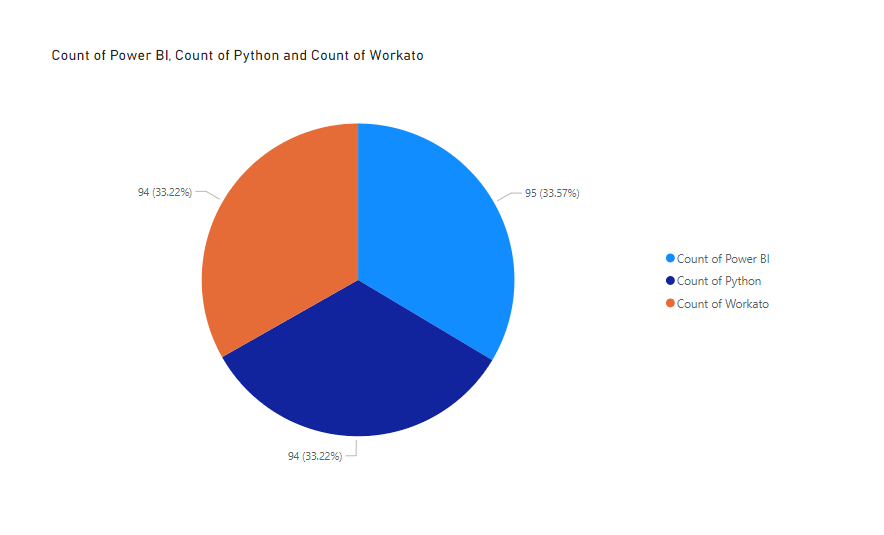 Count of Power BI, Count of Python and Count of Workato
94 (33.22%)
95 (33.57%)
Count of Power BI
Count of Python
Count of Workato
94 (33.22%)